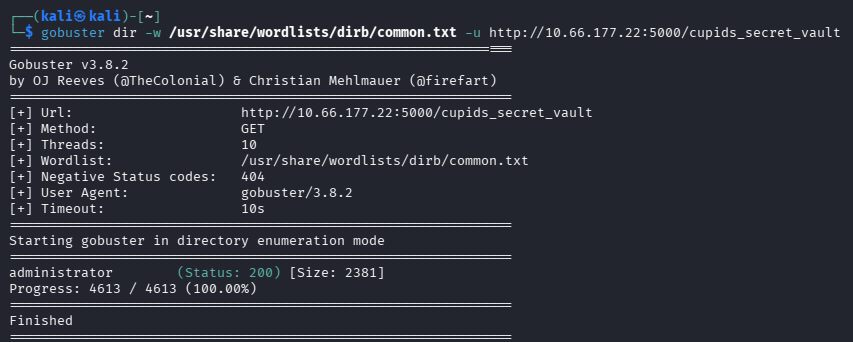 ┌──(kali㉿kali)-[~]
└─$ gobuster dir -w /usr/share/wordlists/dirb/common.txt -u http://10.66.177.22:5000/cupids_secret_vault
===============================================================
Gobuster v3.8.2
by OJ Reeves (@TheColonial) & Christian Mehlmauer (@firefart)
===============================================================
[+] Url:                     http://10.66.177.22:5000/cupids_secret_vault
[+] Method:                  GET
[+] Threads:                 10
[+] Wordlist:                /usr/share/wordlists/dirb/common.txt
[+] Negative Status codes:   404
[+] User Agent:              gobuster/3.8.2
[+] Timeout:                 10s
===============================================================
Starting gobuster in directory enumeration mode
===============================================================
administrator        (Status: 200) [Size: 2381]
Progress: 4613 / 4613 (100.00%)
===============================================================
Finished
===============================================================